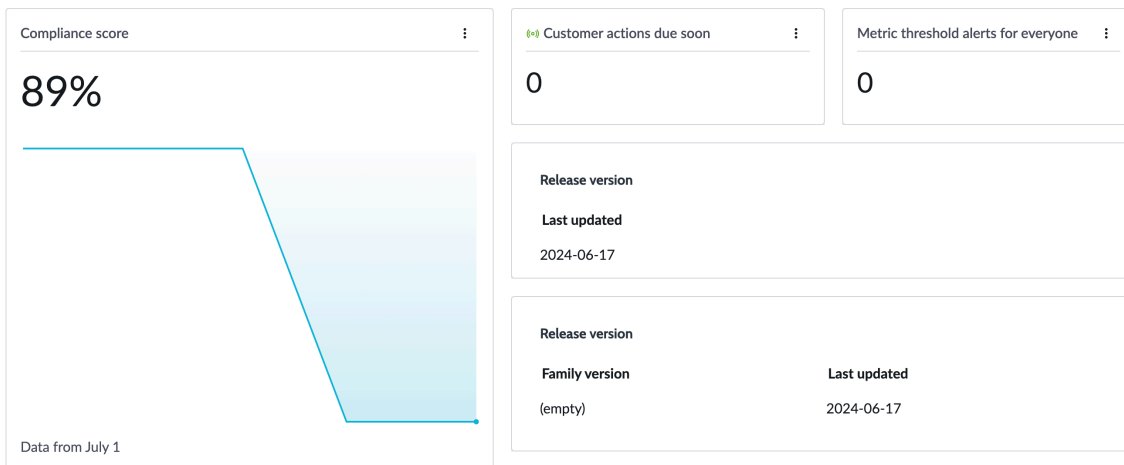 Compliance score
89%
Data from July 1
Customer actions due soon
0
Metric threshold alerts for everyone
0
Release version
Last updated
2024-06-17
Release version
Family version Last updated
(empty) 2024-06-17